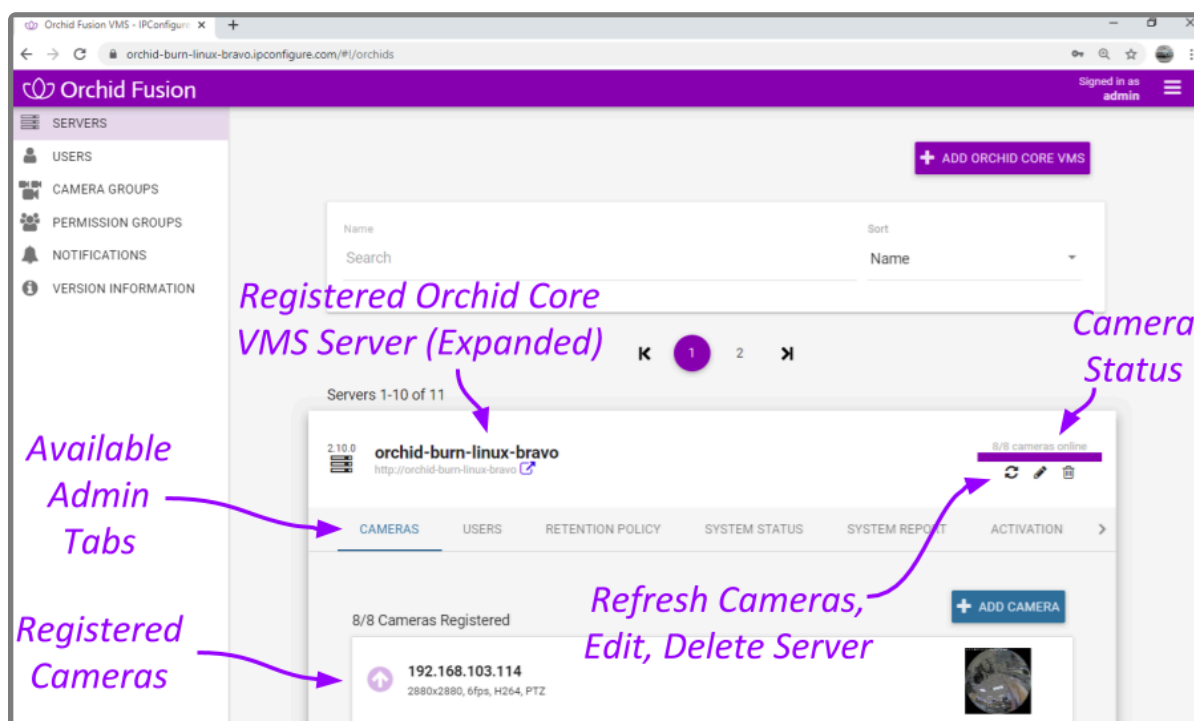 Orchid Fusion VMS - IPConfigure
orchid-burn-linux-bravo.ipconfigure.com/#!/orchids
Orchid Fusion
Signed in as
admin
SERVERS
USERS
CAMERA GROUPS
PERMISSION GROUPS
NOTIFICATIONS
VERSION INFORMATION
+ ADD ORCHID CORE VMS
Name
Search
Sort
Name
Registered Orchid Core
VMS Server (Expanded)
1 2
Camera
Status
Servers 1-10 of 11
2.10.0
orchid-burn-linux-bravo
http://orchid-burn-linux-bravo
8/8 cameras online
Available
Admin
Tabs
CAMERAS USERS RETENTION POLICY SYSTEM STATUS SYSTEM REPORT ACTIVATION
Refresh Cameras,
Edit, Delete Server
+ ADD CAMERA
8/8 Cameras Registered
Registered
Cameras
192.168.103.114
2880x2880, 6fps, H264, PTZ